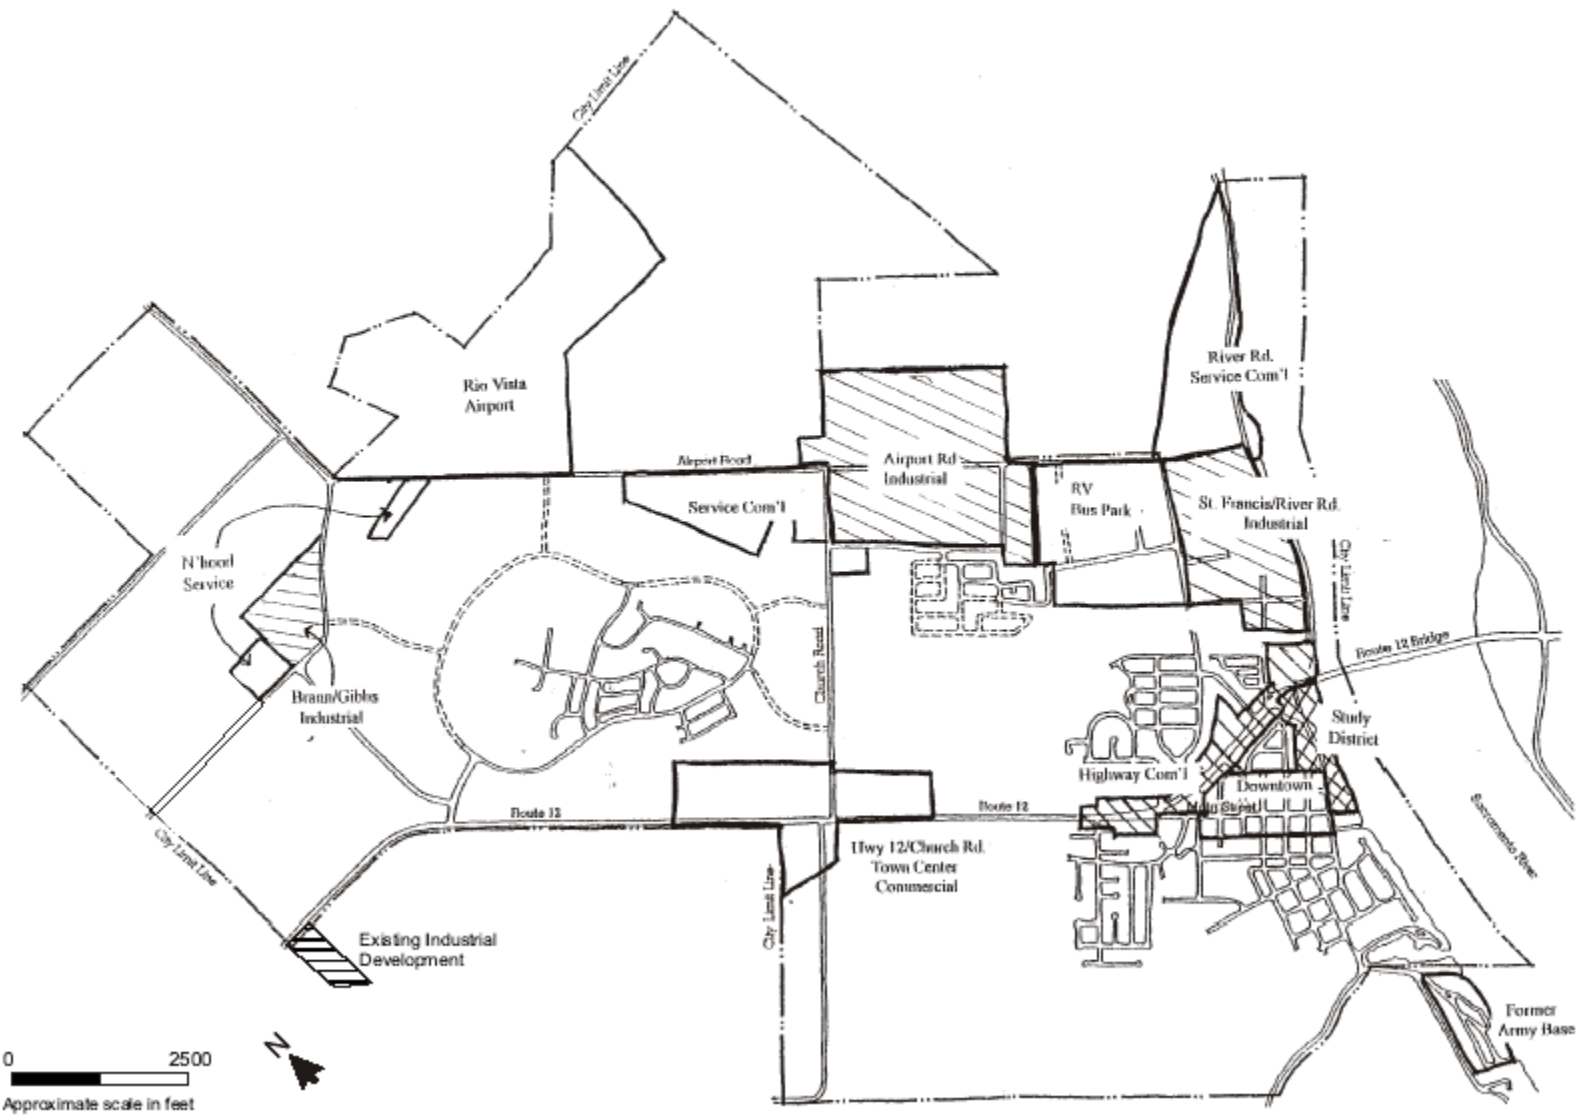 City Limit Line
River Rd.
Service Com'l
Rio Vista
Airport
Airport Road
Airport Rd
Industrial
Service Com'l
RV
Bus Park
St. Francis/River Rd.
Industrial
City Limit Line
N'hood
Service
Church Road
Route 12 Bridge
Braun/Gibbs
Industrial
Study
District
Highway Com'l
Downtown
Main Street
Route 12
Route 12
Sacramento River
City Limit Line
Hwy 12/Church Rd.
Town Center
Commercial
City Limit Line
Existing Industrial
Development
Former
Army Base
N
0 2500
Approximate scale in feet